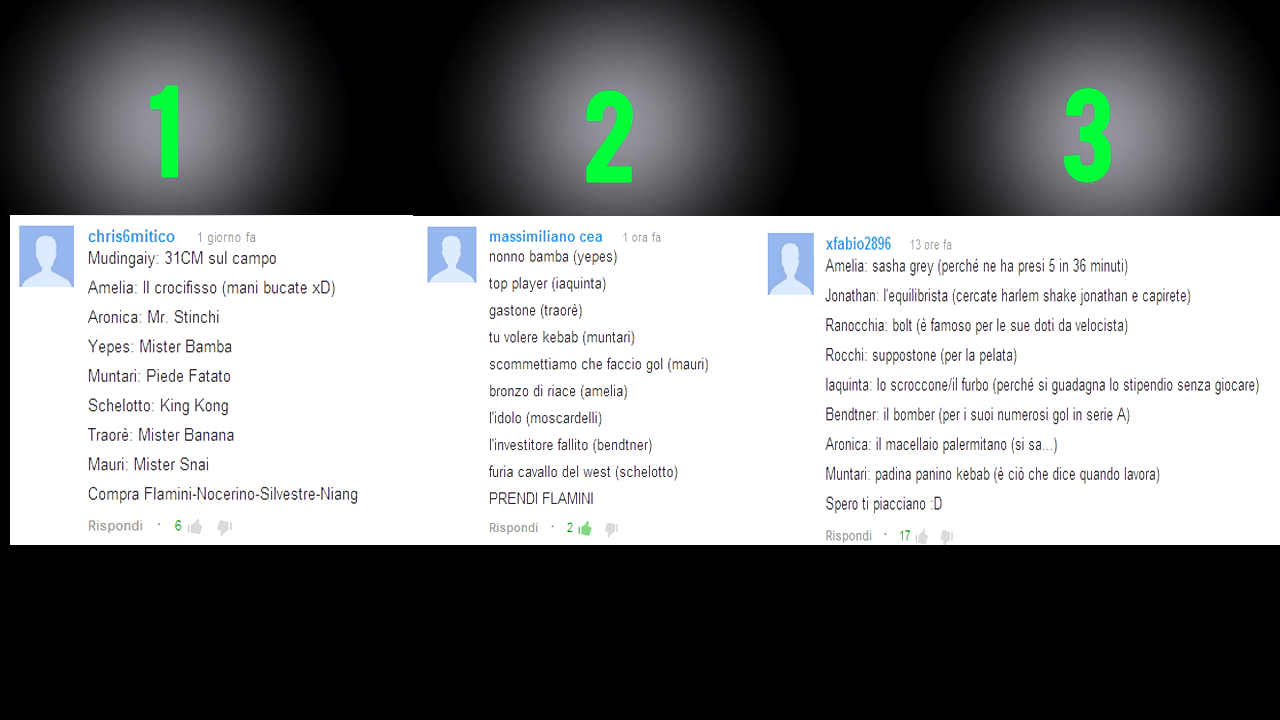 1
2
3
chris6mitico 1 giorno fa
Mudingaiy: 31CM sul campo
Amelia: Il crocifisso (mani bucate xD)
Aronica: Mr. Stinchi
Yepes: Mister Bamba
Muntari: Piede Fatato
Schelotto: King Kong
Traorè: Mister Banana
Mauri: Mister Snai
Compra Flamini-Nocerino-Silvestre-Niang
Rispondi · 6
massimiliano cea 1 ora fa
nonno bamba (yepes)
top player (iaquinta)
gastone (traorè)
tu volere kebab (muntari)
scommettiamo che faccio gol (mauri)
bronzo di riace (amelia)
l'idolo (moscardelli)
l'investitore fallito (bendtner)
furia cavallo del west (schelotto)
PRENDI FLAMINI
Rispondi · 2
xfabio2896 13 ore fa
Amelia: sasha grey (perché ne ha presi 5 in 36 minuti)
Jonathan: l'equilibrista (cercate harlem shake jonathan e capirete)
Ranocchia: bolt (è famoso per le sue doti da velocista)
Rocchi: suppostone (per la pelata)
Iaquinta: lo scroccone/il furbo (perché si guadagna lo stipendio senza giocare)
Bendtner: il bomber (per i suoi numerosi gol in serie A)
Aronica: il macellaio palermitano (si sa...)
Muntari: padina panino kebab (è ciò che dice quando lavora)
Spero ti piacciano :D
Rispondi · 17